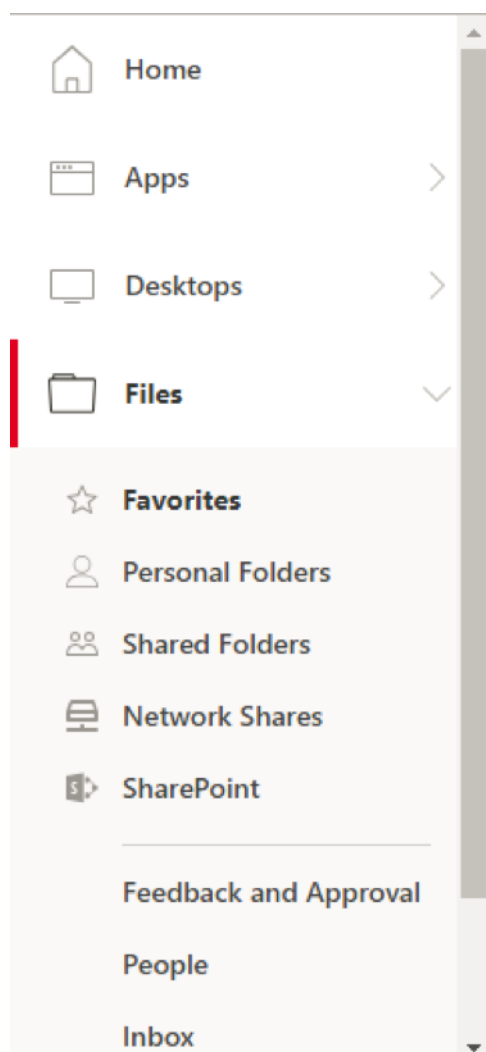 Home
Apps
Desktops
Files
Favorites
Personal Folders
Shared Folders
Network Shares
SharePoint
Feedback and Approval
People
Inbox